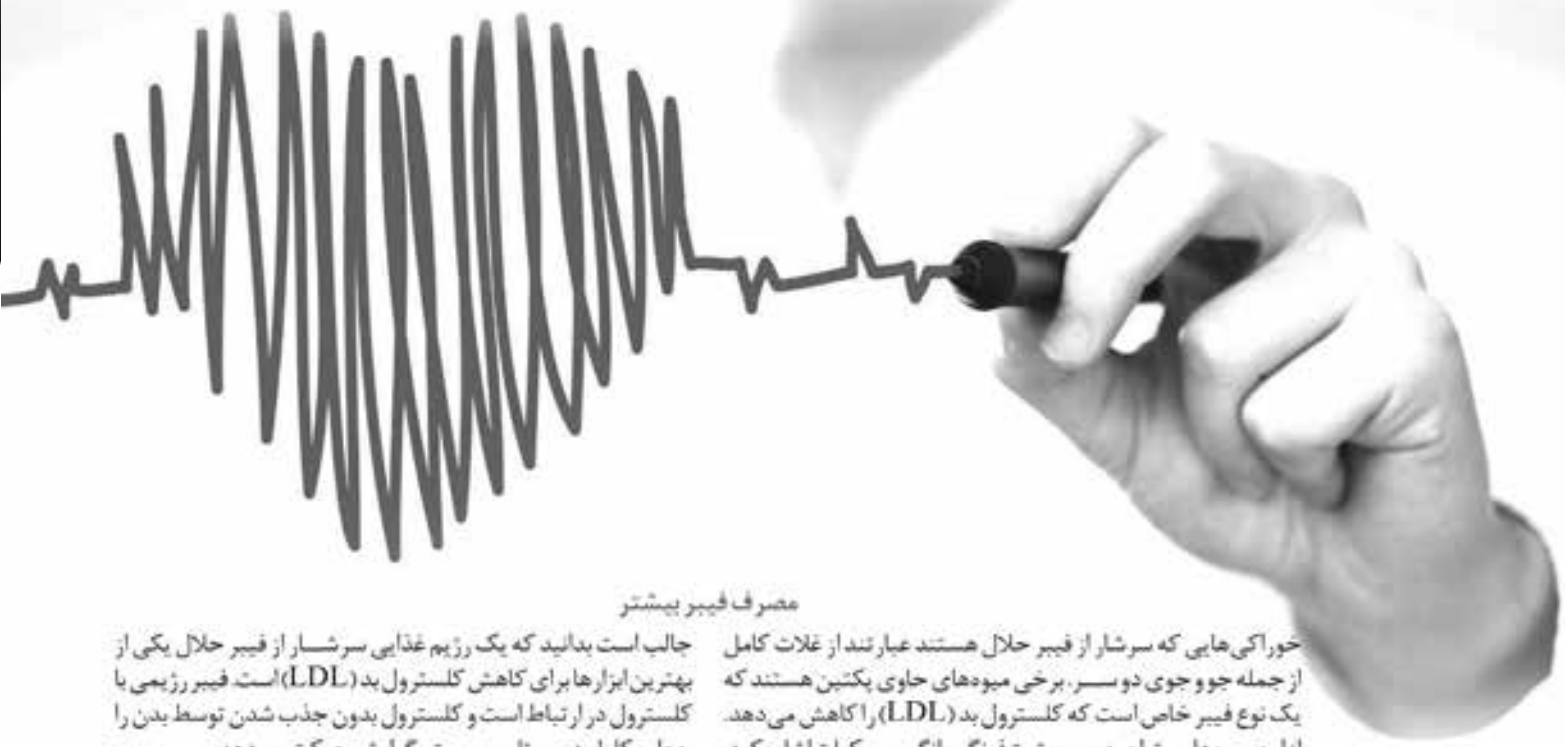 مصرف فیبر بیشتر
خوراکی‌هایی که سرشار از فیبر حلال هستند عبارتند از غلات کامل
از جمله جو و جوی دو سر. برخی میوه‌های حاوی پکتین هستند که
یک نوع فیبر خاص است که کلسترول بد (LDL) را کاهش می‌دهد.
جالب است بدانید که یک رژیم غذایی سرشار از فیبر حلال یکی از
بهترین ابزارها برای کاهش کلسترول بد (LDL) است. فیبر رژیمی با
کلسترول در ارتباط است و کلسترول بدون جذب شدن توسط بدن را